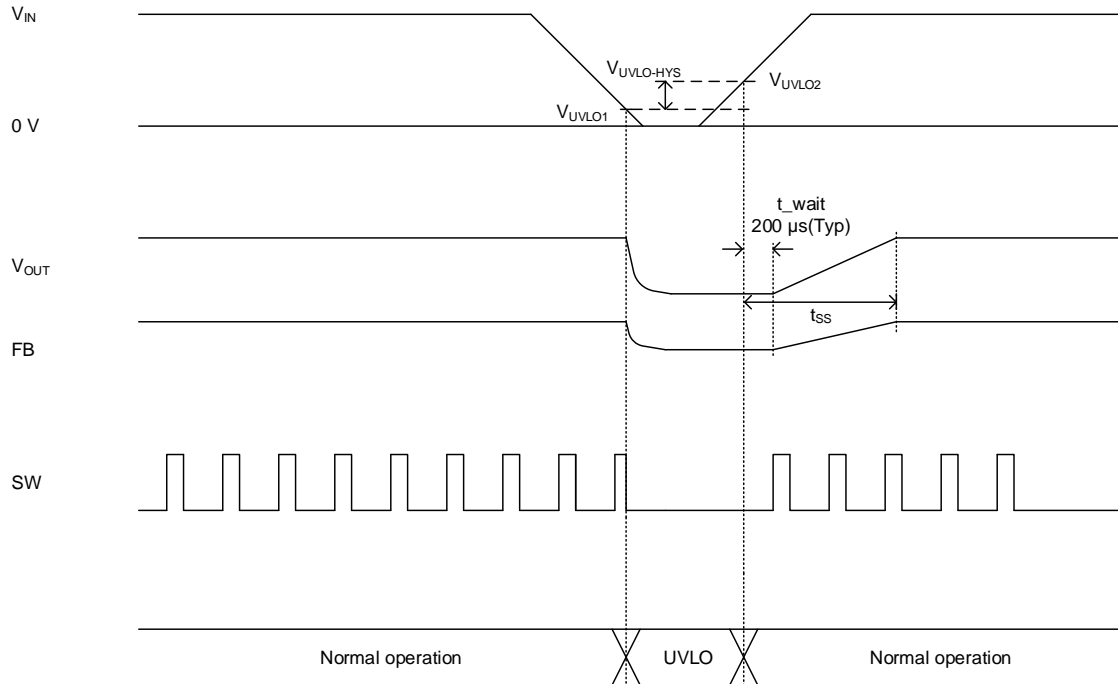 VIN
VUVLO-HYS
VUVLO2
VUVLO1
0 V
t_wait
200 µs(Typ)
VOUT
tSS
FB
SW
Normal operation
UVLO
Normal operation